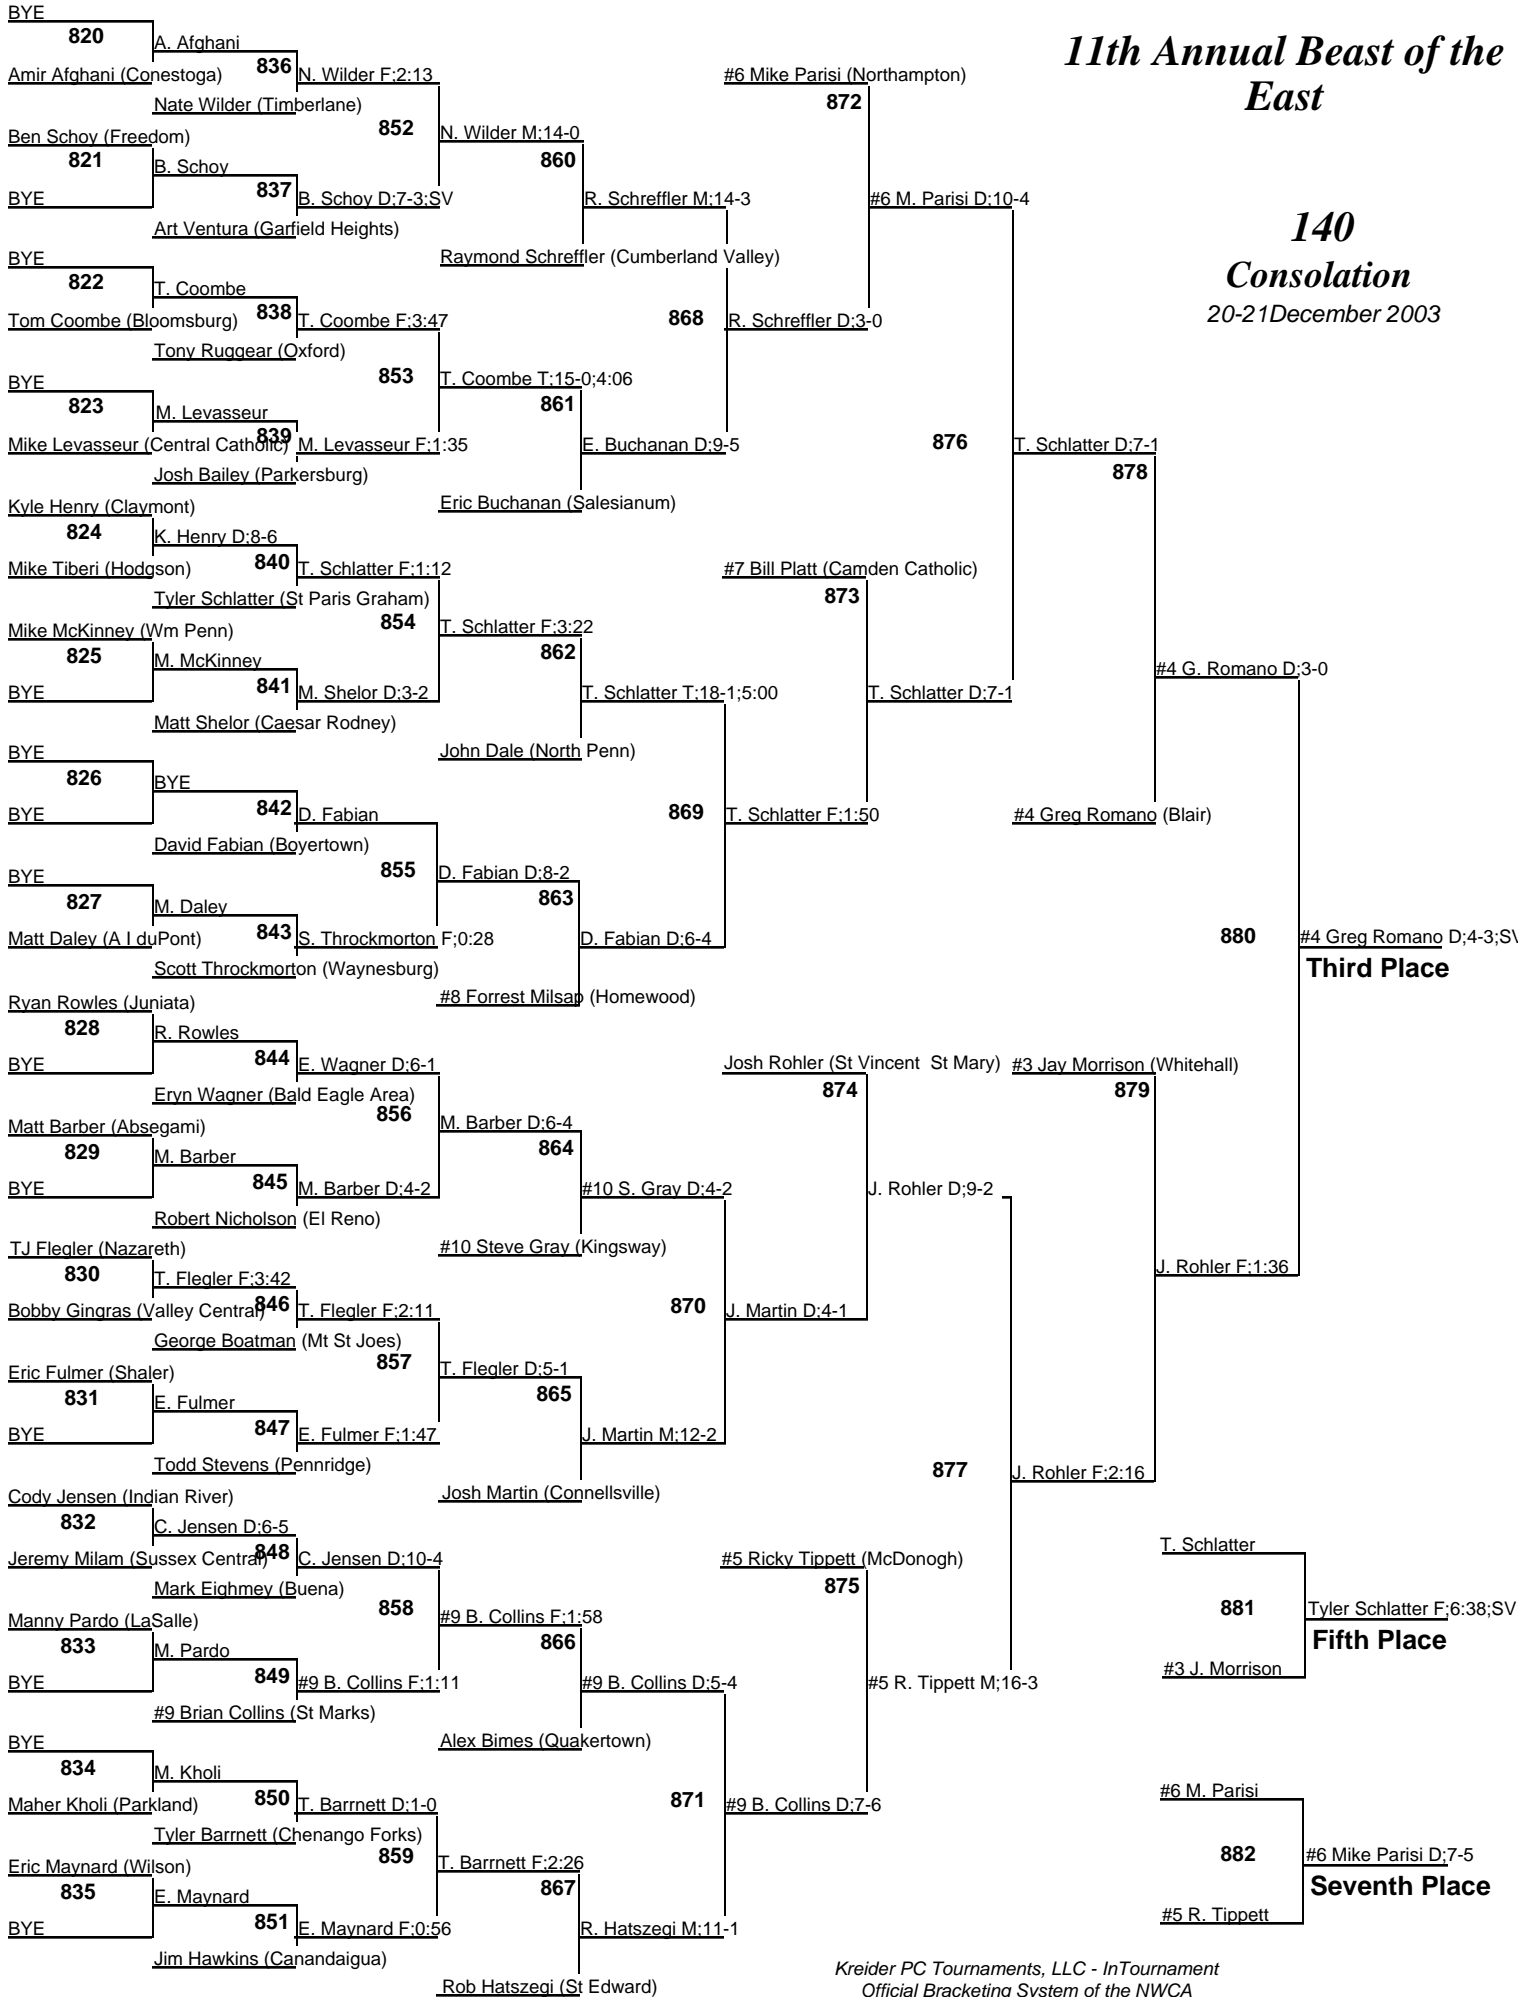 11th Annual Beast of the
East
140
Consolation
20-21December 2003
BYE
820
Amir Afghani (Conestoga)
Ben Schoy (Freedom)
821
BYE
BYE
822
Tom Coombe (Bloomsburg)
BYE
823
Mike Levasseur (Central Catholic)
Kyle Henry (Claymont)
824
Mike Tiberi (Hodgson)
Mike McKinney (Wm Penn)
825
BYE
BYE
826
BYE
BYE
827
Matt Daley (A I duPont)
Ryan Rowles (Juniata)
828
BYE
Matt Barber (Absegami)
829
BYE
TJ Flegler (Nazareth)
830
Bobby Gingras (Valley Central)
Eric Fulmer (Shaler)
831
BYE
Cody Jensen (Indian River)
832
Jeremy Milam (Sussex Central)
Manny Pardo (LaSalle)
833
BYE
BYE
834
Maher Kholi (Parkland)
Eric Maynard (Wilson)
835
BYE
A. Afghani
836
Nate Wilder (Timberlane)
B. Schoy
837
Art Ventura (Garfield Heights)
T. Coombe
838
Tony Ruggear (Oxford)
M. Levasseur
839
Josh Bailey (Parkersburg)
K. Henry D;8-6
840
Tyler Schlatter (St Paris Graham)
M. McKinney
841
Matt Shelor (Caesar Rodney)
BYE
842
David Fabian (Boyertown)
M. Daley
843
Scott Throckmorton (Waynesburg)
R. Rowles
844
Eryn Wagner (Bald Eagle Area)
M. Barber
845
Robert Nicholson (El Reno)
T. Flegler F;3:42
846
George Boatman (Mt St Joes)
E. Fulmer
847
Todd Stevens (Pennridge)
C. Jensen D;6-5
848
Mark Eighmey (Buena)
M. Pardo
849
#9 Brian Collins (St Marks)
M. Kholi
850
Tyler Barrnett (Chenango Forks)
E. Maynard
851
Jim Hawkins (Canandaigua)
N. Wilder F;2:13
852
B. Schoy D;7-3;SV
T. Coombe F;3:47
853
M. Levasseur F;1:35
T. Schlatter F;1:12
854
M. Shelor D;3-2
D. Fabian
855
S. Throckmorton F;0:28
E. Wagner D;6-1
856
M. Barber D;4-2
T. Flegler F;2:11
857
E. Fulmer F;1:47
C. Jensen D;10-4
858
#9 B. Collins F;1:11
T. Barrnett D;1-0
859
E. Maynard F;0:56
N. Wilder M;14-0
860
Raymond Schreffler (Cumberland Valley)
T. Coombe T;15-0;4:06
861
Eric Buchanan (Salesianum)
T. Schlatter F;3:22
862
John Dale (North Penn)
D. Fabian D;8-2
863
#8 Forrest Milsap (Homewood)
M. Barber D;6-4
864
#10 Steve Gray (Kingsway)
T. Flegler D;5-1
865
Josh Martin (Connellsville)
#9 B. Collins F;1:58
866
Alex Bimes (Quakertown)
T. Barrnett F;2:26
867
Rob Hatszegi (St Edward)
R. Schreffler M;14-3
868
E. Buchanan D;9-5
T. Schlatter T;18-1;5:00
869
D. Fabian D;6-4
#10 S. Gray D;4-2
870
J. Martin M;12-2
#9 B. Collins D;5-4
871
R. Hatszegi M;11-1
#6 Mike Parisi (Northampton)
872
R. Schreffler D;3-0
#7 Bill Platt (Camden Catholic)
873
T. Schlatter F;1:50
Josh Rohler (St Vincent  St Mary)
874
J. Martin D;4-1
#5 Ricky Tippett (McDonogh)
875
#9 B. Collins D;7-6
#6 M. Parisi D;10-4
876
T. Schlatter D;7-1
J. Rohler D;9-2
877
#5 R. Tippett M;16-3
T. Schlatter D;7-1
878
#4 Greg Romano (Blair)
#3 Jay Morrison (Whitehall)
879
J. Rohler F;2:16
#4 G. Romano D;3-0
880
J. Rohler F;1:36
#4 Greg Romano D;4-3;SV
Third Place
T. Schlatter
881
#3 J. Morrison
Tyler Schlatter F;6:38;SV
Fifth Place
#6 M. Parisi
882
#5 R. Tippett
#6 Mike Parisi D;7-5
Seventh Place
Kreider PC Tournaments, LLC - InTournament
Official Bracketing System of the NWCA